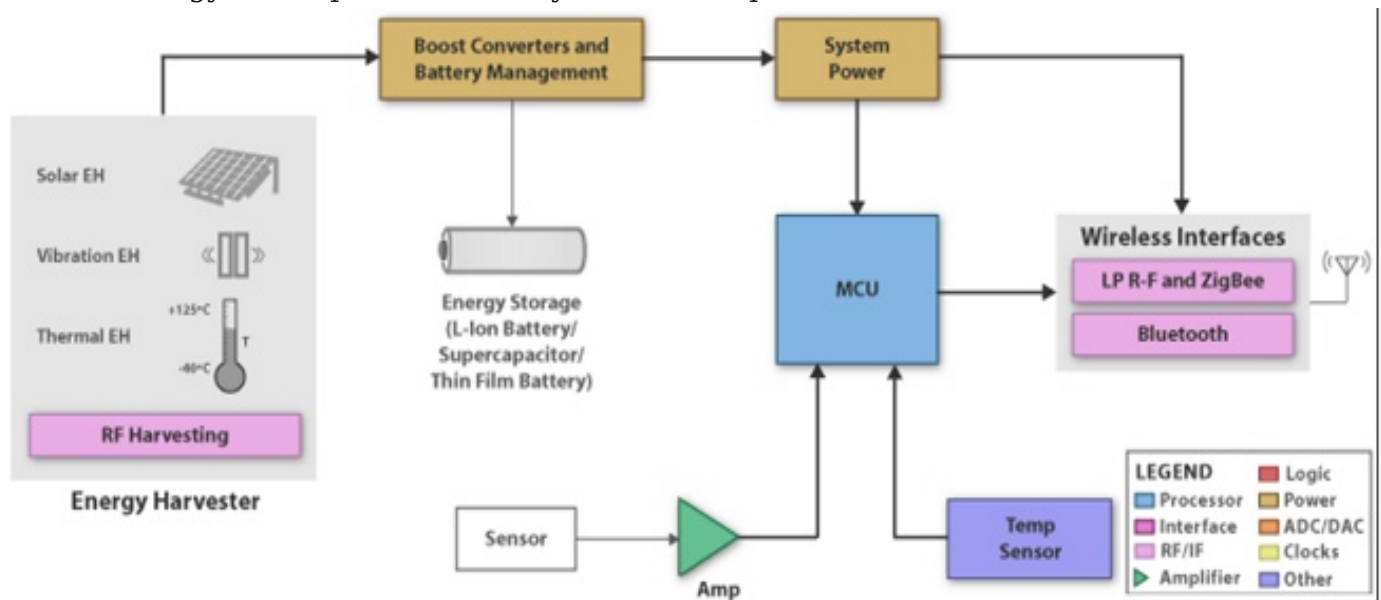 Boost Converters and
Battery Management
System
Power
Solar EH
Vibration EH
+125°C
Thermal EH
T
-40°C
RF Harvesting
Energy Harvester
Energy Storage
(L-Ion Battery/
Supercapacitor/
Thin Film Battery)
MCU
Wireless Interfaces
LP R-F and ZigBee
Bluetooth
Sensor
Amp
Temp
Sensor
LEGEND
Logic
Processor
Power
Interface
ADC/DAC
RF/IF
Clocks
Amplifier
Other